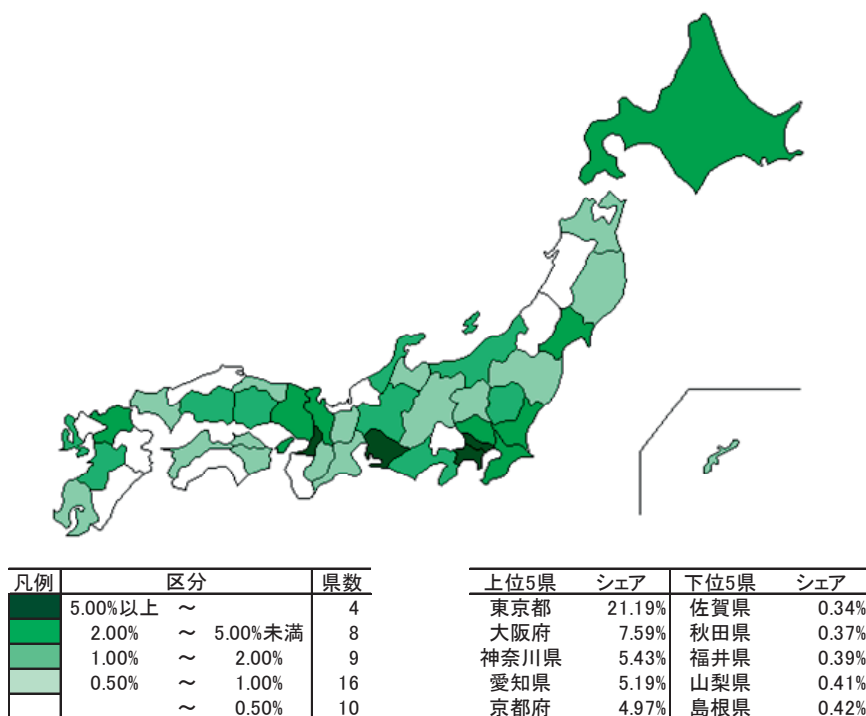 凡例 区分 県数
5.00%以上 ～ 4
2.00% ～ 5.00%未満 8
1.00% ～ 2.00% 9
0.50% ～ 1.00% 16
～ 0.50% 10
上位5県 シェア 下位5県 シェア
東京都 21.19% 佐賀県 0.34%
大阪府 7.59% 秋田県 0.37%
神奈川県 5.43% 福井県 0.39%
愛知県 5.19% 山梨県 0.41%
京都府 4.97% 島根県 0.42%